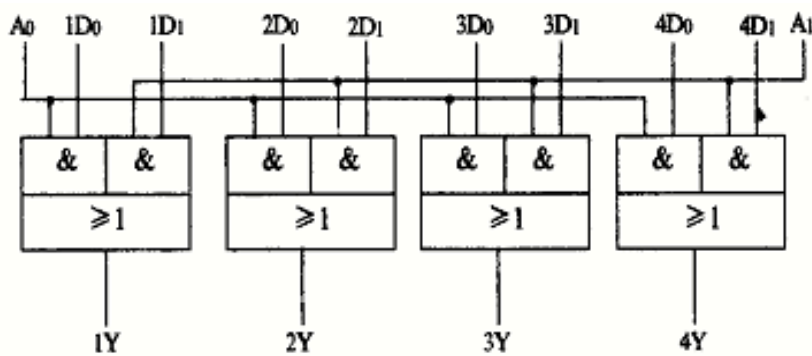 A₀ 1D₀ 1D₁ 2D₀ 2D₁ 3D₀ 3D₁ 4D₀ 4D₁ A₁
& & & & & & & &
≥1 ≥1 ≥1 ≥1
1Y 2Y 3Y 4Y